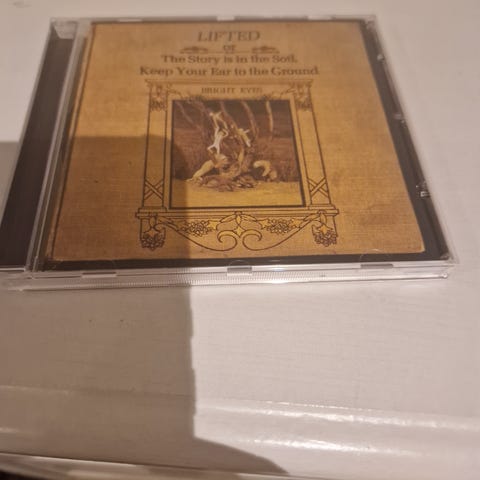 LIFTED
or
The Story is in the Soil,
Keep Your Ear to the Ground
BRIGHT EYES